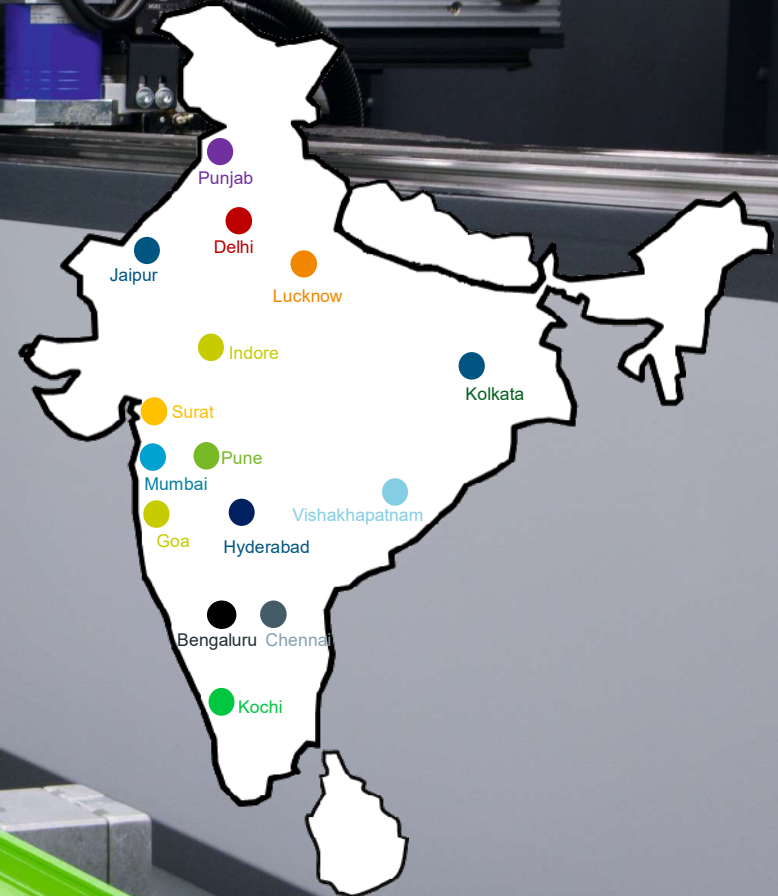 Punjab
Delhi
Jaipur
Lucknow
Indore
Kolkata
Surat
Pune
Mumbai
Vishakhapatnam
Goa
Hyderabad
Bengaluru
Chennai
Kochi